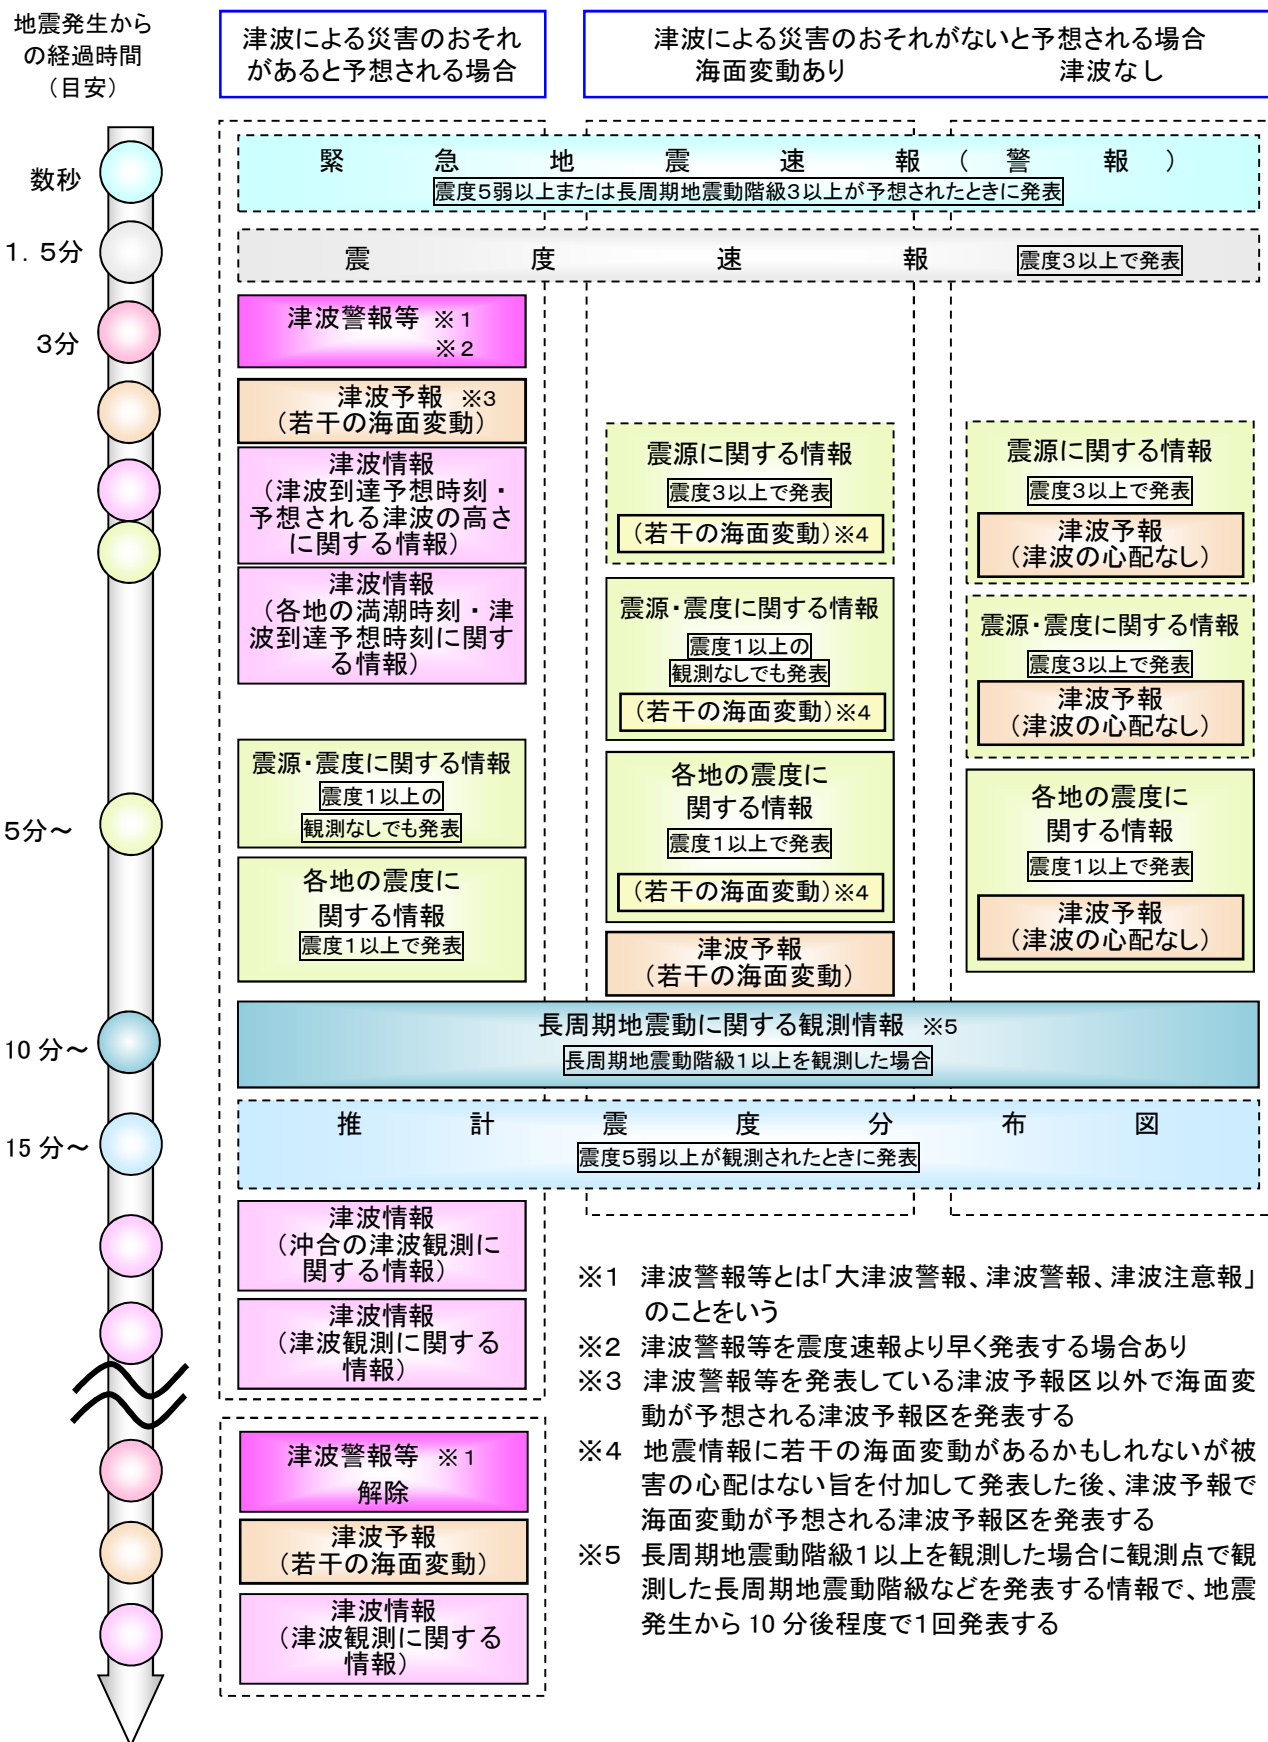 地震発生から
の経過時間
（目安）
津波による災害のおそれ
があると予想される場合
津波による災害のおそれがないと予想される場合
海面変動あり 津波なし
数秒
緊急地震速報（警報）
震度５弱以上または長周期地震動階級３以上が予想されたときに発表
１．５分
震度速報 震度３以上で発表
３分
津波警報等 ※１
※２
津波予報 ※３
（若干の海面変動）
津波情報
（津波到達予想時刻・
予想される津波の高さ
に関する情報）
津波情報
（各地の満潮時刻・津
波到達予想時刻に関す
る情報）
震源に関する情報
震度３以上で発表
（若干の海面変動）※４
震源・震度に関する情報
震度１以上の
観測なしでも発表
（若干の海面変動）※４
各地の震度に
関する情報
震度１以上で発表
（若干の海面変動）※４
津波予報
（若干の海面変動）
震源に関する情報
震度３以上で発表
津波予報
（津波の心配なし）
震源・震度に関する情報
震度３以上で発表
津波予報
（津波の心配なし）
各地の震度に
関する情報
震度１以上で発表
津波予報
（津波の心配なし）
５分～
震源・震度に関する情報
震度１以上の
観測なしでも発表
各地の震度に
関する情報
震度１以上で発表
10 分～
長周期地震動に関する観測情報 ※５
長周期地震動階級１以上を観測した場合
15 分～
推計震度分布図
震度５弱以上が観測されたときに発表
津波情報
（沖合の津波観測に
関する情報）
津波情報
（津波観測に関する
情報）
津波警報等 ※１
解除
津波予報
（若干の海面変動）
津波情報
（津波観測に関する
情報）
※１ 津波警報等とは「大津波警報、津波警報、津波注意報」
のことをいう
※２ 津波警報等を震度速報より早く発表する場合あり
※３ 津波警報等を発表している津波予報区以外で海面変
動が予想される津波予報区を発表する
※４ 地震情報に若干の海面変動があるかもしれないが被
害の心配はない旨を付加して発表した後、津波予報で
海面変動が予想される津波予報区を発表する
※５ 長周期地震動階級１以上を観測した場合に観測点で観
測した長周期地震動階級などを発表する情報で、地震
発生から 10 分後程度で１回発表する